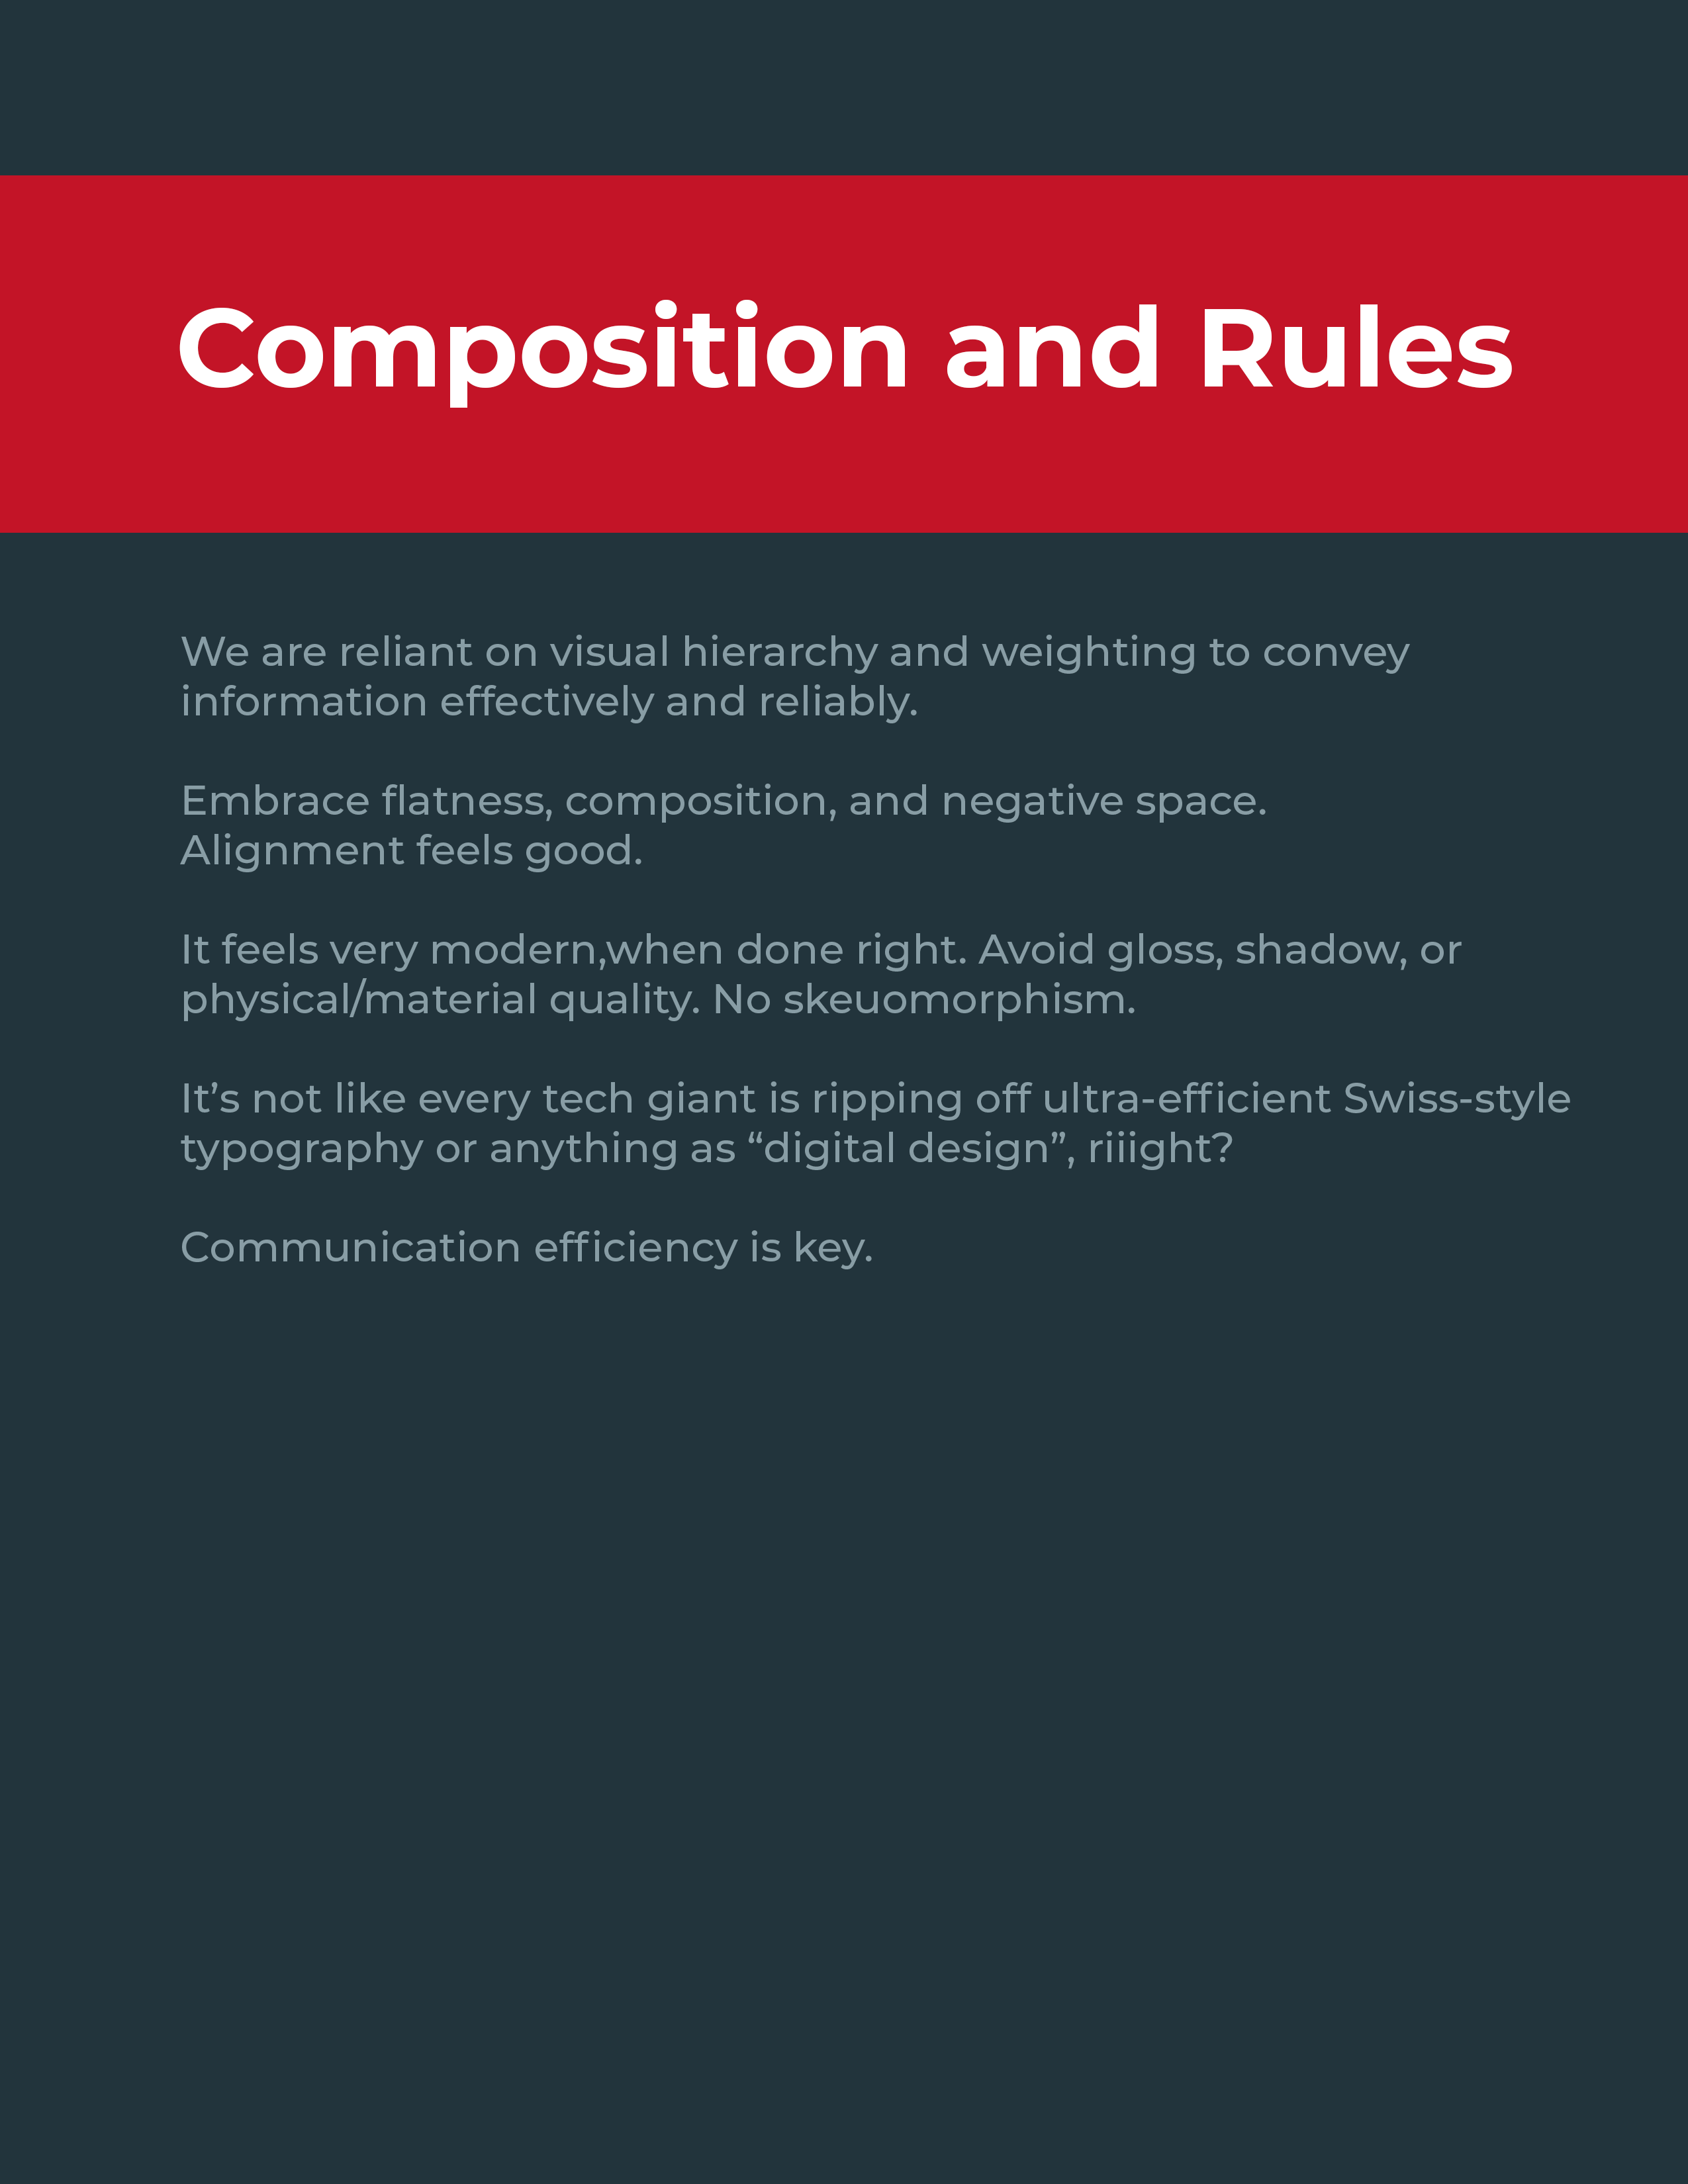 Composition and Rules
We are reliant on visual hierarchy and weighting to convey
information effectively and reliably.
Embrace flatness, composition, and negative space.
Alignment feels good.
It feels very modern,when done right. Avoid gloss, shadow, or
physical/material quality. No skeuomorphism.
It’s not like every tech giant is ripping off ultra-efficient Swiss-style
typography or anything as “digital design”, riiight?
Communication efficiency is key.